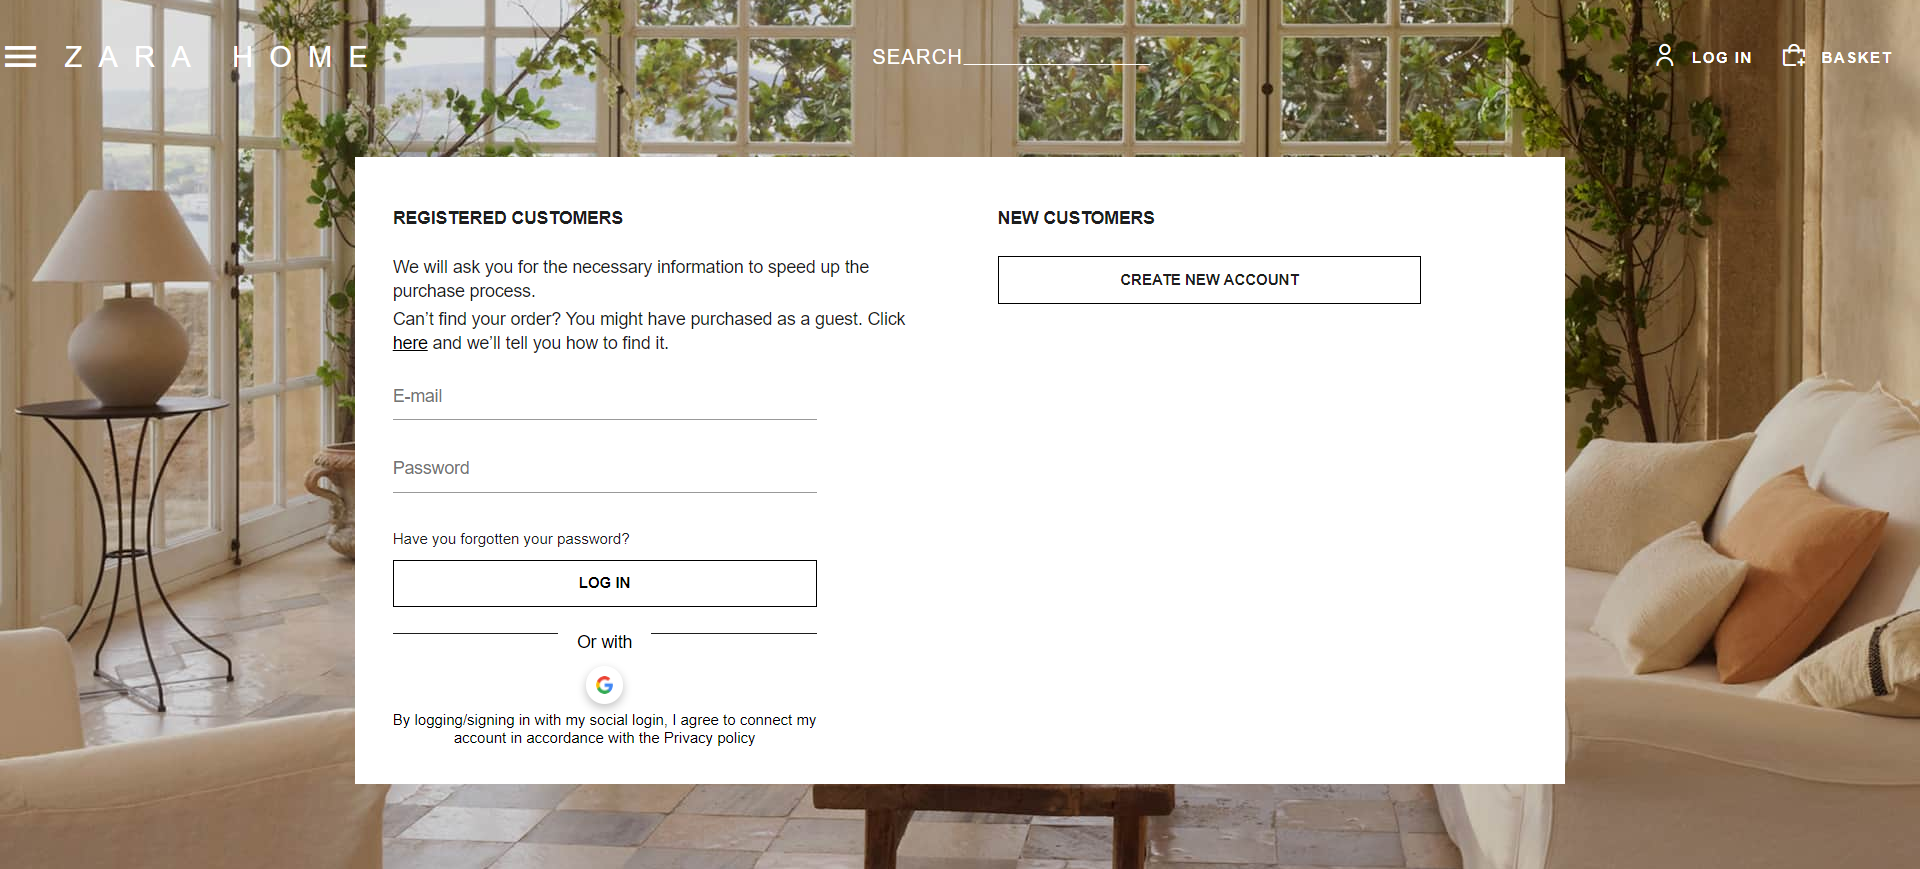 ZARA HOME
SEARCH
LOG IN
BASKET
REGISTERED CUSTOMERS
We will ask you for the necessary information to speed up the
purchase process.
Can’t find your order? You might have purchased as a guest. Click
here and we’ll tell you how to find it.
E-mail
Password
Have you forgotten your password?
LOG IN
Or with
By logging/signing in with my social login, I agree to connect my
account in accordance with the Privacy policy
NEW CUSTOMERS
CREATE NEW ACCOUNT